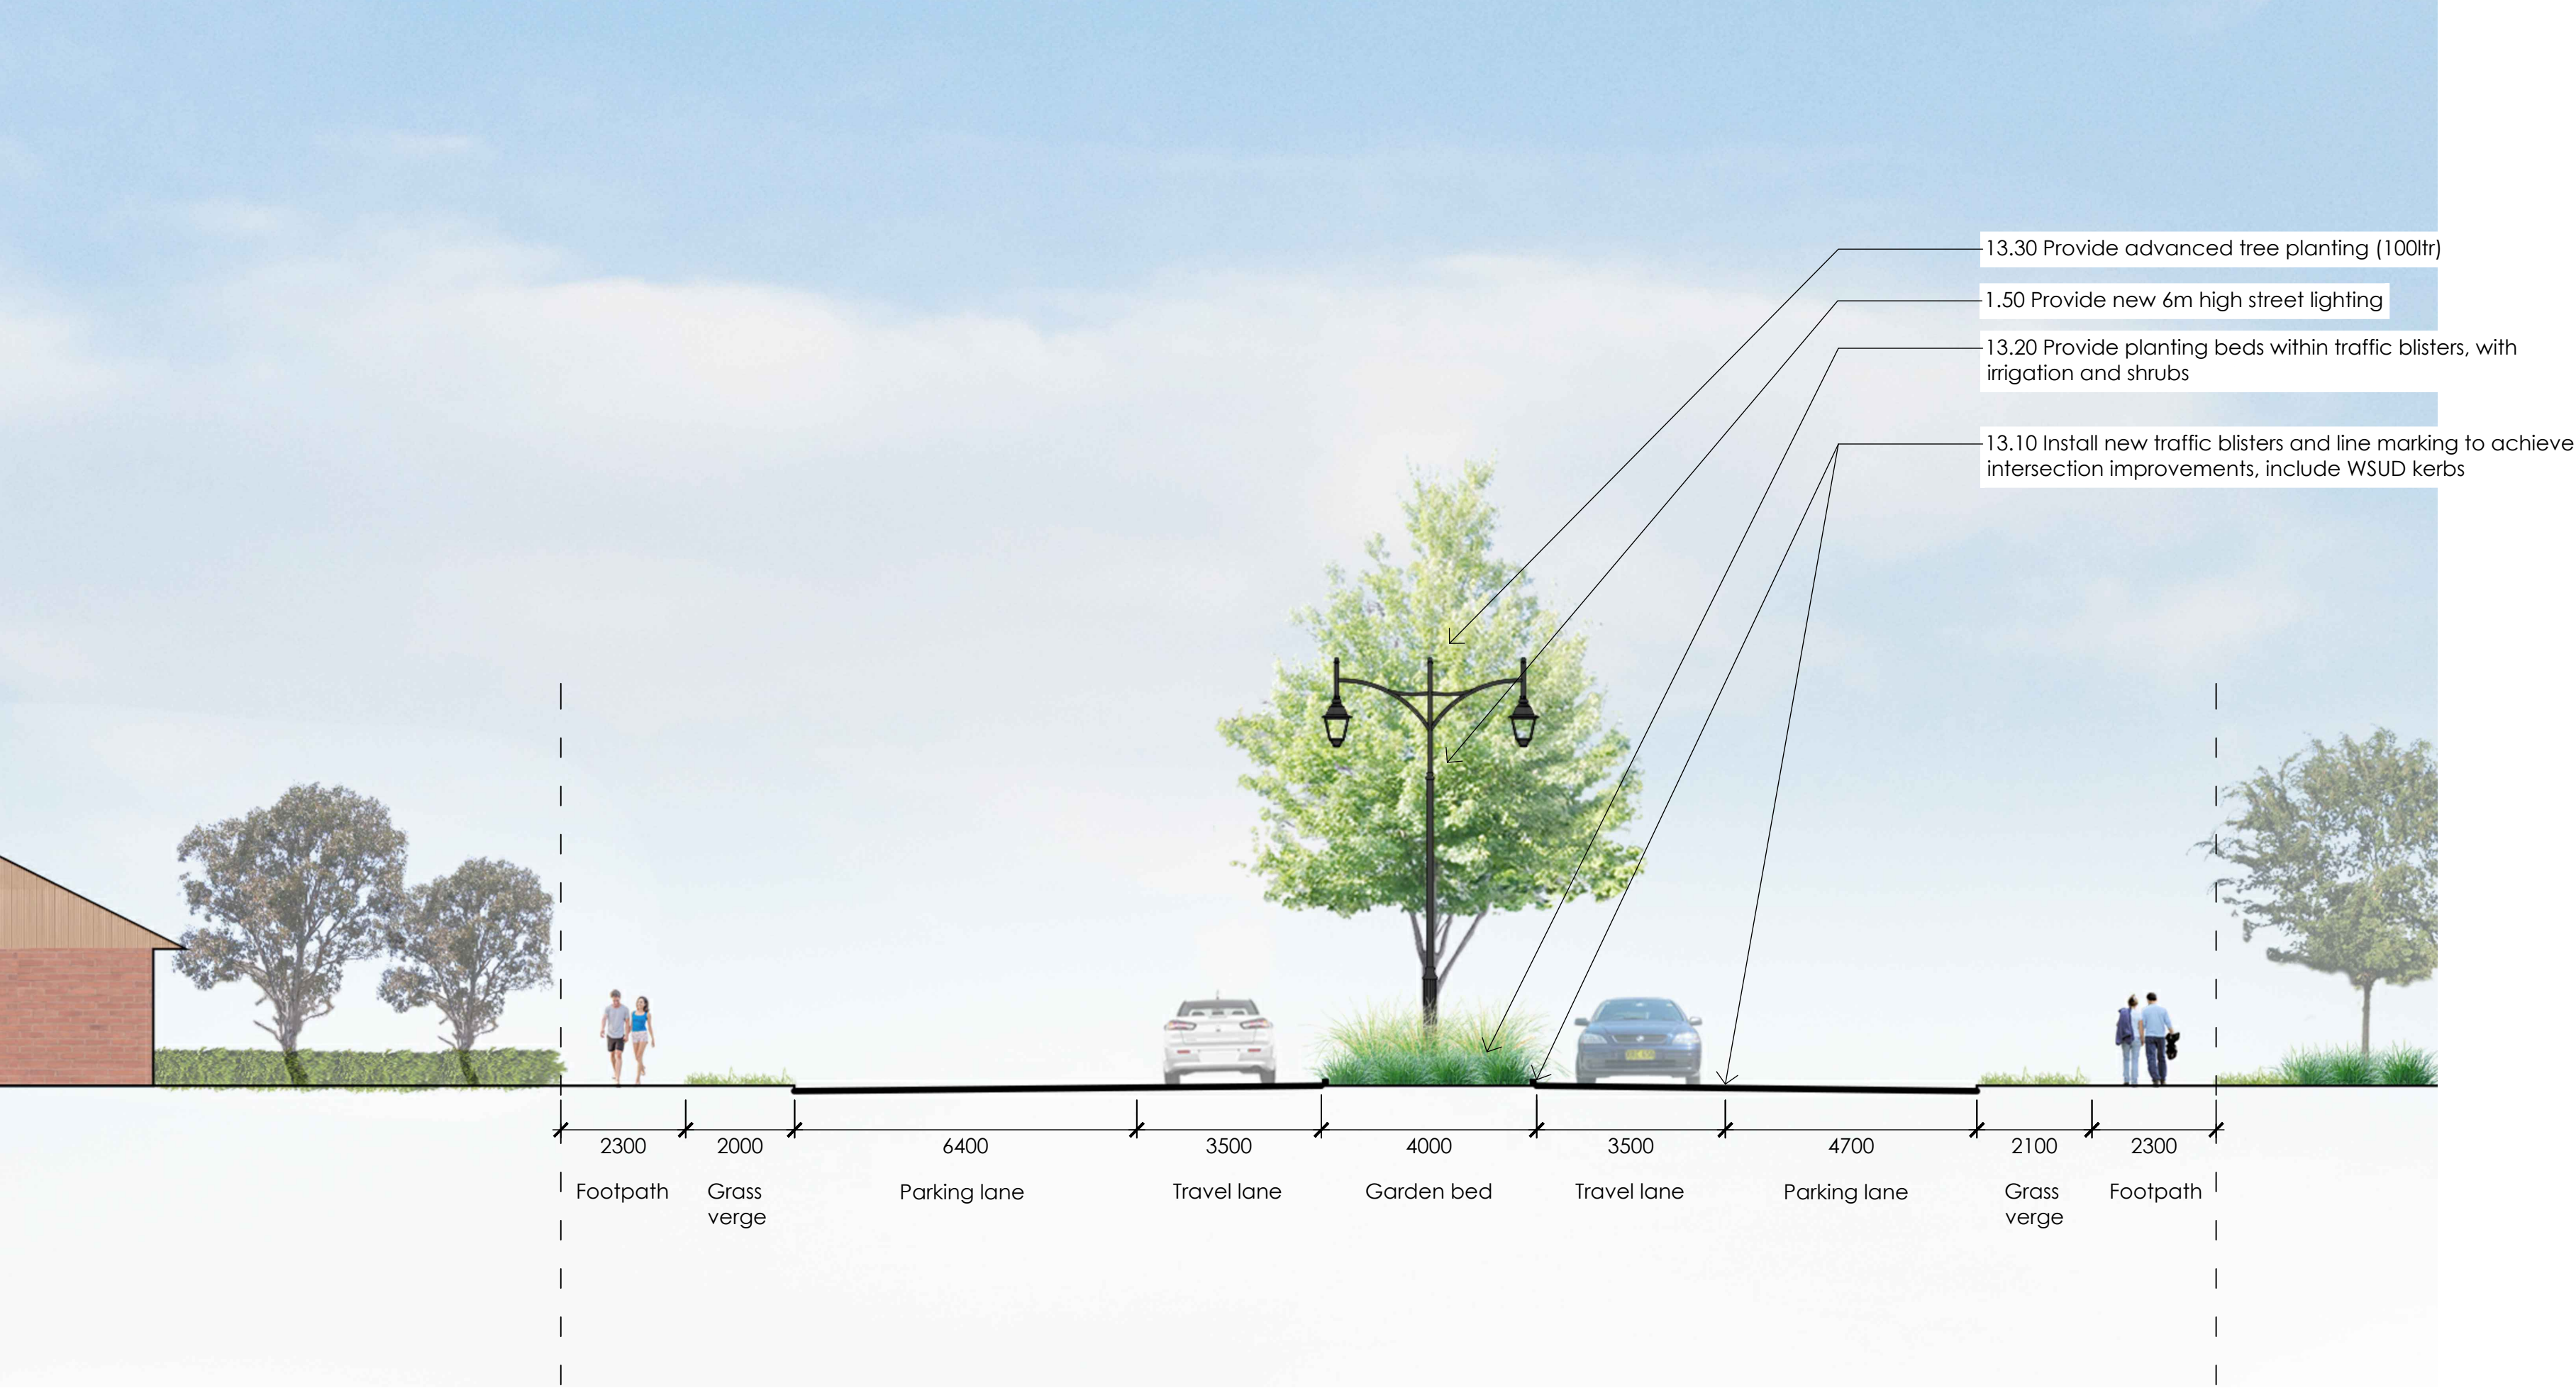 13.30 Provide advanced tree planting (100ltr)
1.50 Provide new 6m high street lighting
13.20 Provide planting beds within traffic blisters, with
irrigation and shrubs
13.10 Install new traffic blisters and line marking to achieve
intersection improvements, include WSUD kerbs
2300
2000
6400
3500
4000
3500
4700
2100
2300
Footpath
Grass
verge
Parking lane
Travel lane
Garden bed
Travel lane
Parking lane
Grass
verge
Footpath